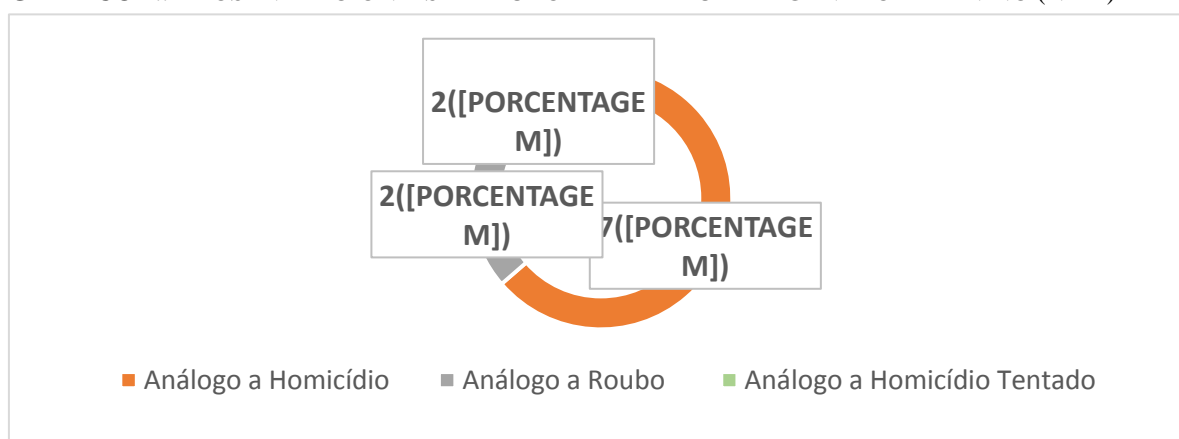 2([PORCENTAGE
M])
2([PORCENTAGE
M])
7([PORCENTAGE
M])
Análogo a Homicídio Análogo a Roubo Análogo a Homicídio Tentado